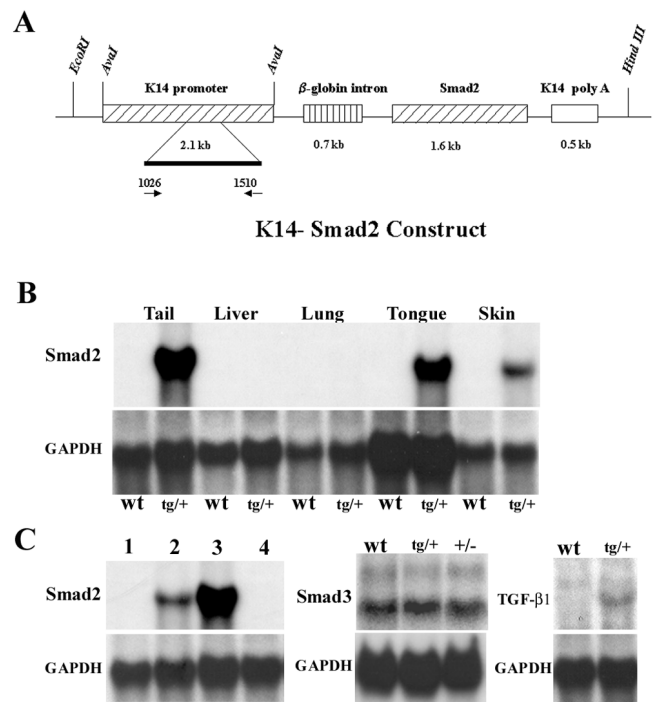 A
EcoRI
AvaI
AvaI
Hind III
K14 promoter
β-globin intron
Smad2
K14 poly A
2.1 kb
0.7 kb
1.6 kb
0.5 kb
1026
1510
K14- Smad2 Construct
B
Tail Liver Lung Tongue Skin
Smad2
GAPDH
wt tg/+ wt tg/+ wt tg/+ wt tg/+ wt tg/+
C
1 2 3 4
Smad2
GAPDH
wt tg/+ +/-
Smad3
GAPDH
wt tg/+
TGF-β1
GAPDH